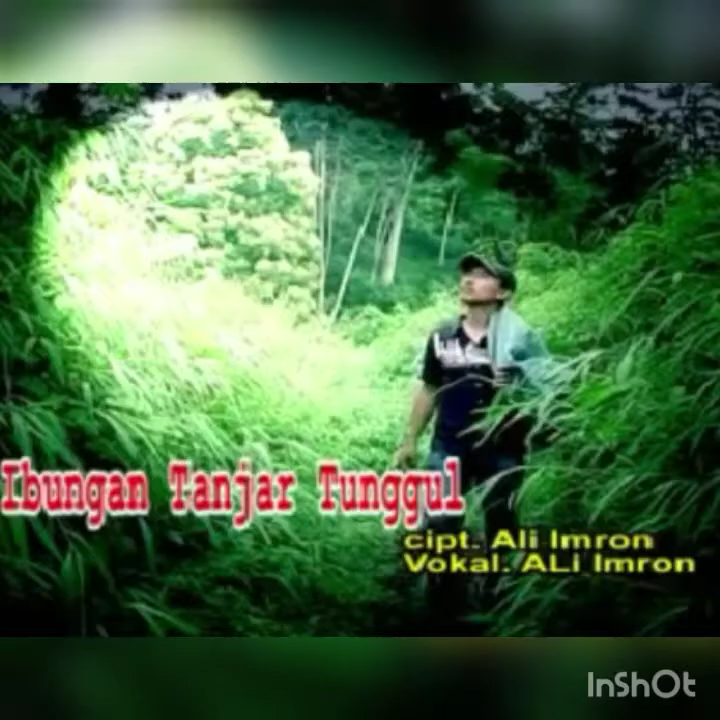 Ibungan Tanjar Tunggul
cipt. Ali Imron
Vokal. ALi Imron
InShOt